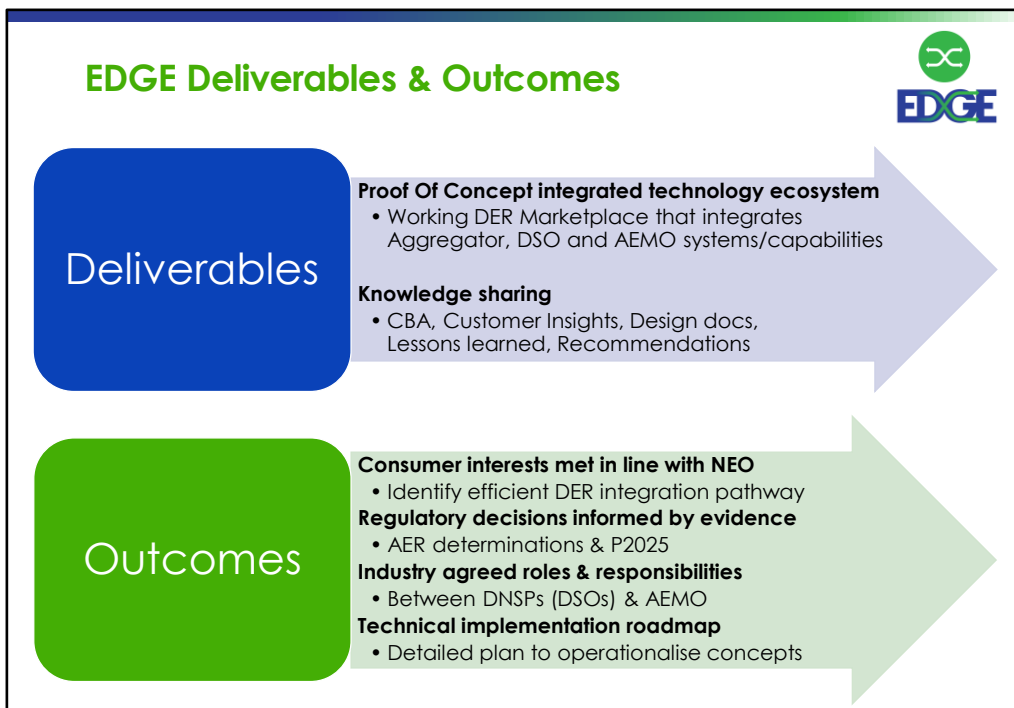 EDGE Deliverables & Outcomes
EDGE
Deliverables
Proof Of Concept integrated technology ecosystem
• Working DER Marketplace that integrates
Aggregator, DSO and AEMO systems/capabilities
Knowledge sharing
• CBA, Customer Insights, Design docs,
Lessons learned, Recommendations
Outcomes
Consumer interests met in line with NEO
• Identify efficient DER integration pathway
Regulatory decisions informed by evidence
• AER determinations & P2025
Industry agreed roles & responsibilities
• Between DNSPs (DSOs) & AEMO
Technical implementation roadmap
• Detailed plan to operationalise concepts